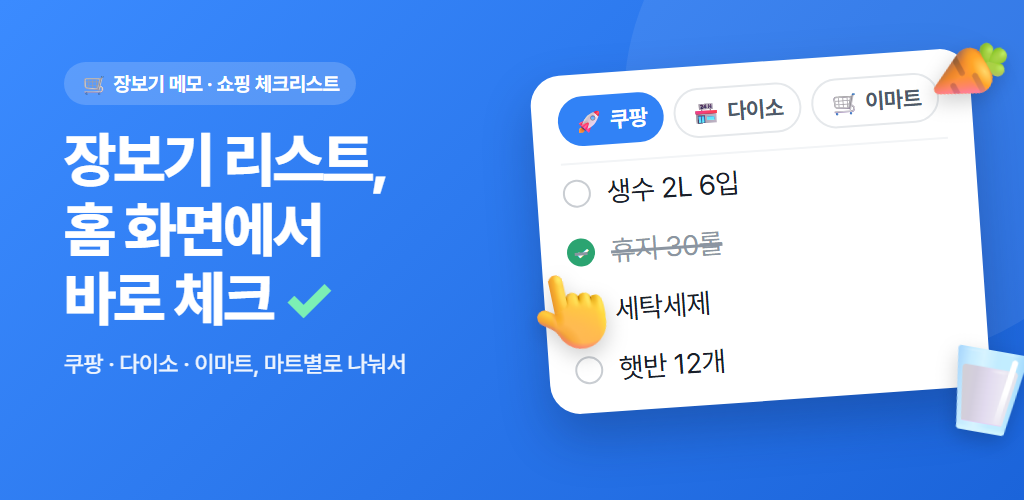 장보기 메모 · 쇼핑 체크리스트
장보기 리스트,
홈 화면에서
바로 체크
쿠팡 · 다이소 · 이마트, 마트별로 나눠서
쿠팡 다이소 이마트
생수 2L 6입
휴지 30롤
세탁세제
햇반 12개